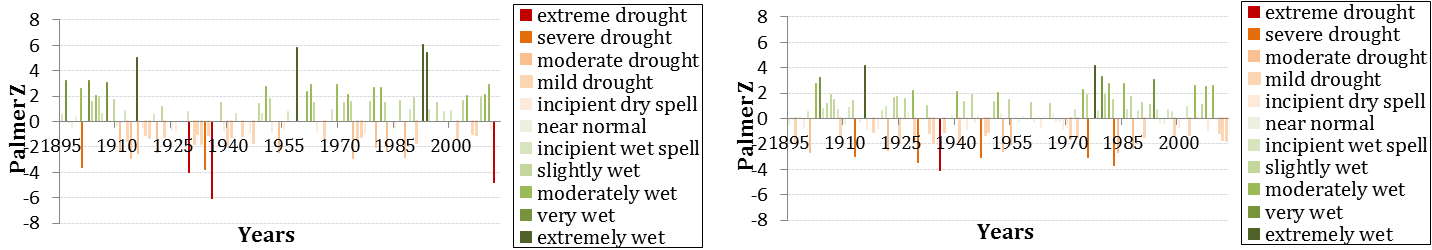 8
6
4
2
0
-2
-4
-6
-8
PalmerZ
1895 1910 1925 1940 1955 1970 1985 2000
Years
extreme drought
severe drought
moderate drought
mild drought
incipient dry spell
near normal
incipient wet spell
slightly wet
moderately wet
very wet
extremely wet
8
6
4
2
0
-2
-4
-6
-8
PalmerZ
1895 1910 1925 1940 1955 1970 1985 2000
Years
extreme drought
severe drought
moderate drought
mild drought
incipient dry spell
near normal
incipient wet spell
slightly wet
moderately wet
very wet
extremely wet